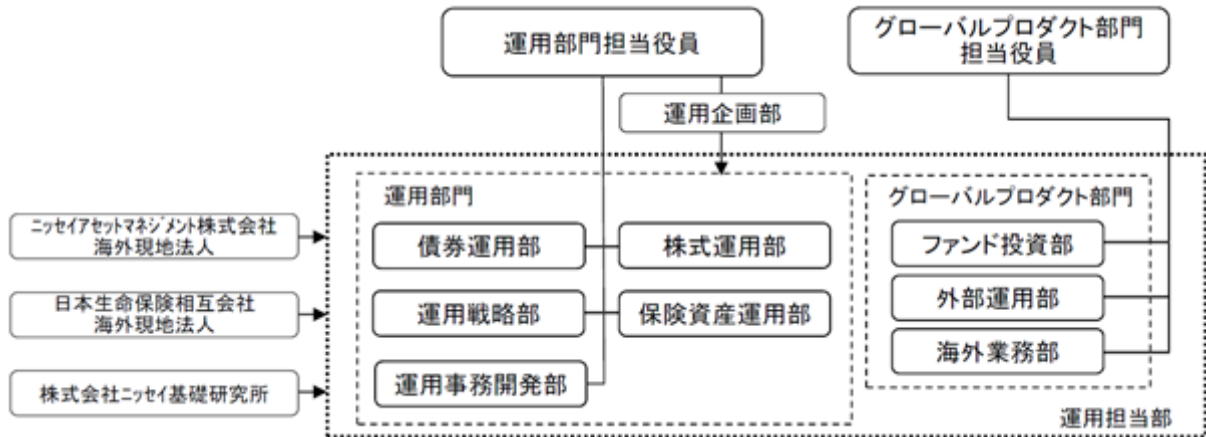 運用部門担当役員
グローバルプロダクト部門
担当役員
運用企画部
運用部門
グローバルプロダクト部門
ニッセイアセットマネジメント株式会社
海外現地法人
債券運用部
株式運用部
ファンド投資部
日本生命保険相互会社
海外現地法人
運用戦略部
保険資産運用部
外部運用部
海外業務部
株式会社ニッセイ基礎研究所
運用事務開発部
運用担当部